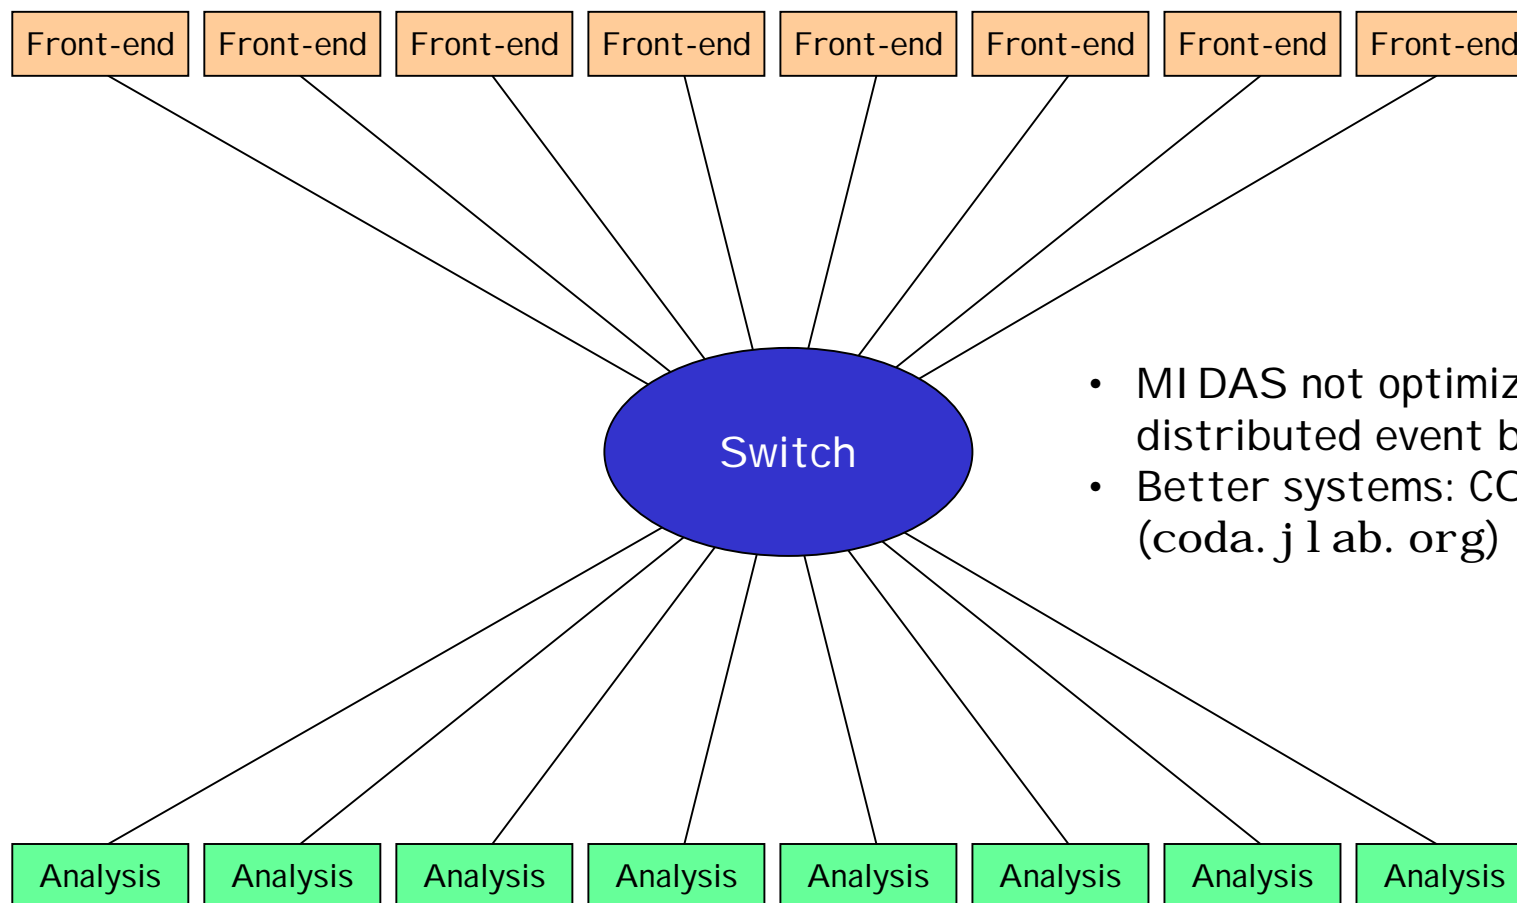 Front-end Front-end Front-end Front-end Front-end Front-end Front-end Front-end
Switch
• MIDAS not optimiz
distributed event b
• Better systems: CO
(coda.jlab.org)
Analysis Analysis Analysis Analysis Analysis Analysis Analysis Analysis